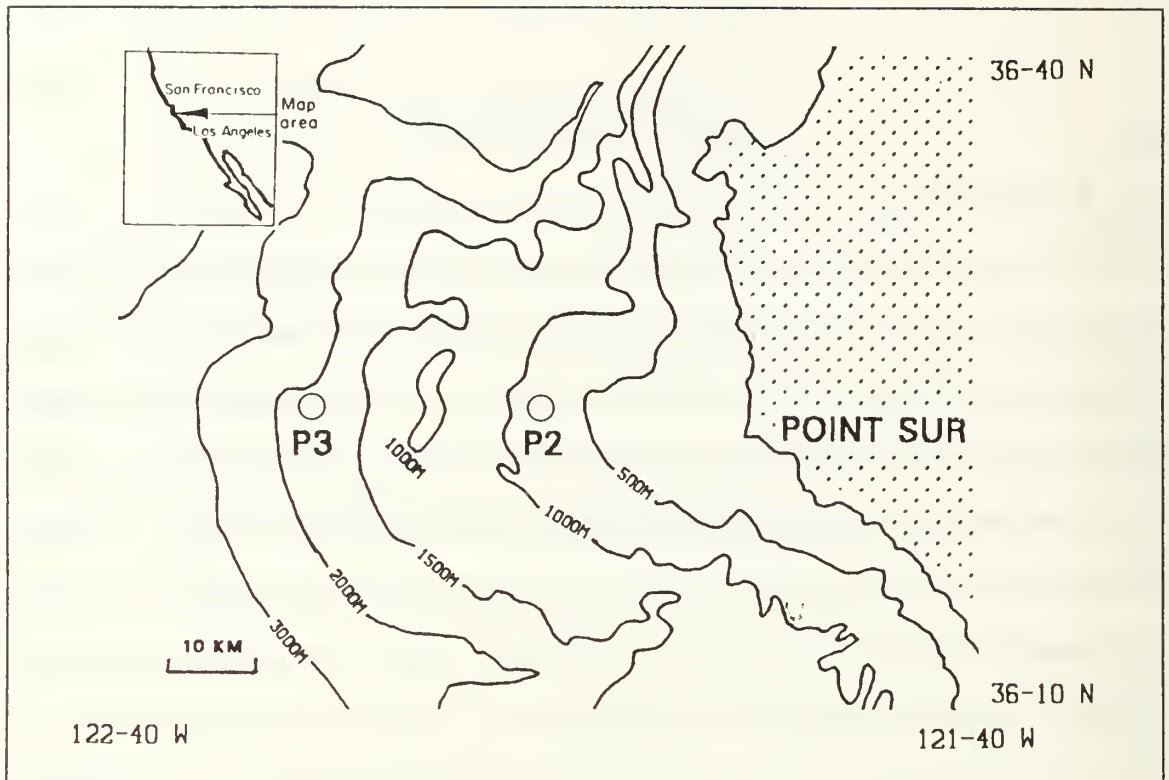 36-40 N
San Francisco
Map
area
Los Angeles
POINT SUR
P3
P2
1000M
500M
1000M
1500M
2000M
3000M
10 KM
36-10 N
122-40 W
121-40 W